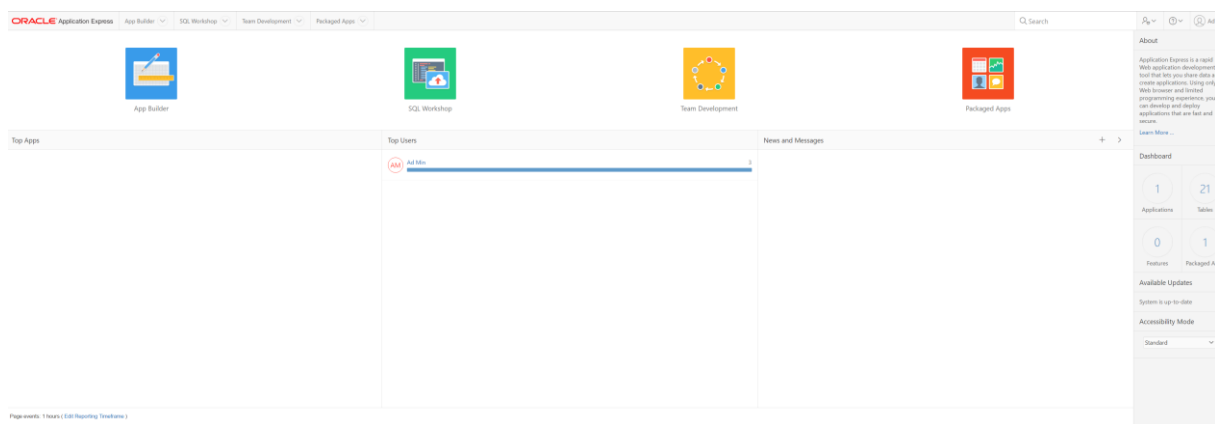 ORACLE Application Express App Builder SQL Workshop Team Development Packaged Apps Search Ad
App Builder SQL Workshop Team Development Packaged Apps
Top Apps
Top Users
AM Ad Min 3
News and Messages
About
Application Express is a rapid
Web application development
tool that lets you share data a
create applications. Using only
Web browser and limited
programming experience, you
can develop and deploy
applications that are fast and
secure.
Learn More ...
Dashboard
1 21
Applications Tables
0 1
Features Packaged A
Available Updates
System is up-to-date
Accessibility Mode
Standard
Page events 1 hours ( Edit Reporting Timeframe )